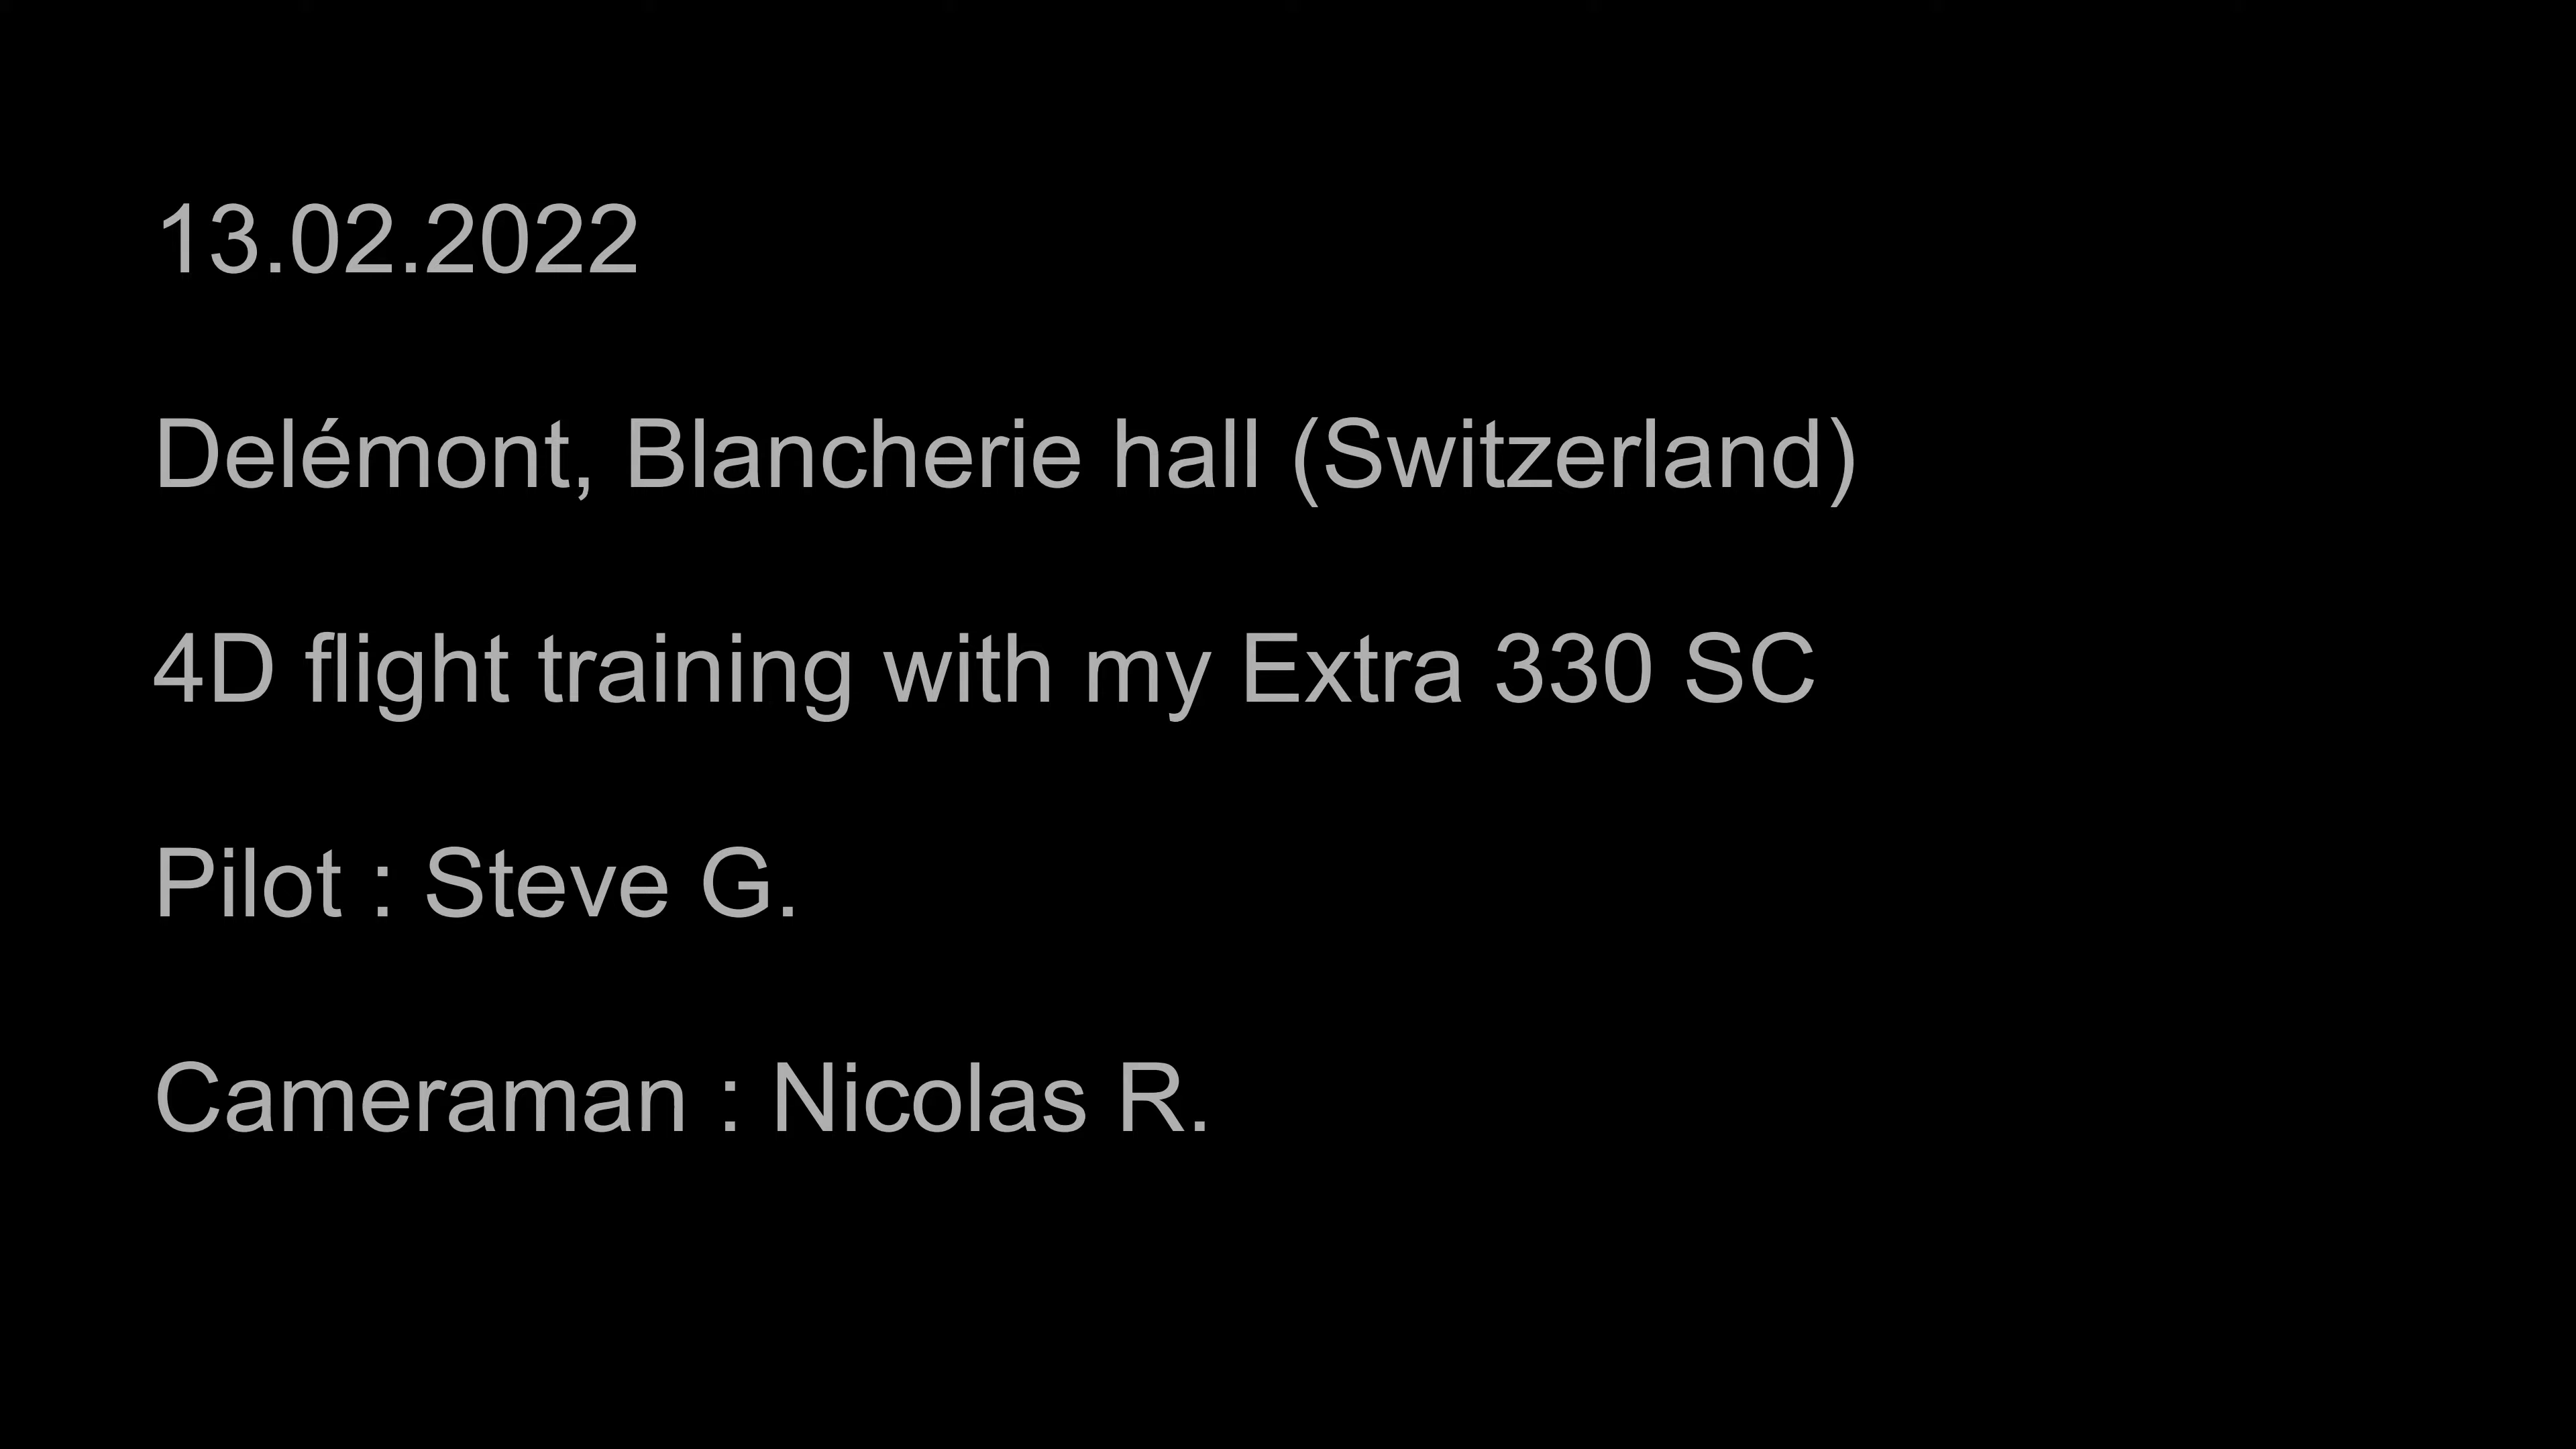 13.02.2022
Delémont, Blancherie hall (Switzerland)
4D flight training with my Extra 330 SC
Pilot : Steve G.
Cameraman : Nicolas R.